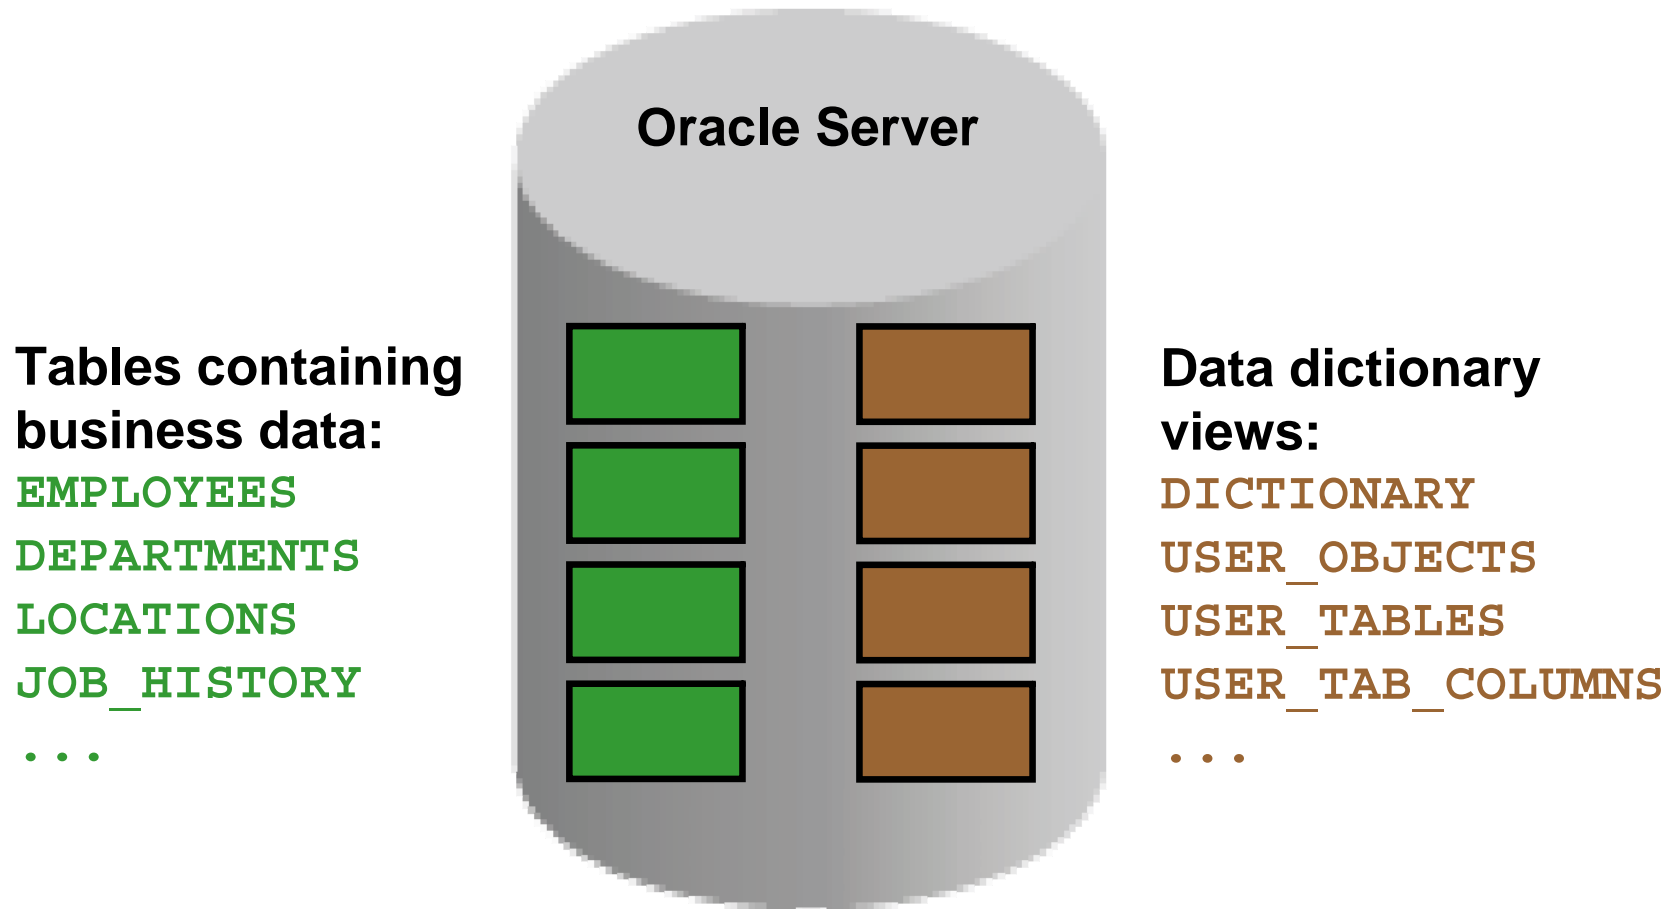 Oracle Server
Tables containing
business data:
EMPLOYEES
DEPARTMENTS
LOCATIONS
JOB_HISTORY
...
Data dictionary
views:
DICTIONARY
USER_OBJECTS
USER_TABLES
USER_TAB_COLUMNS
...